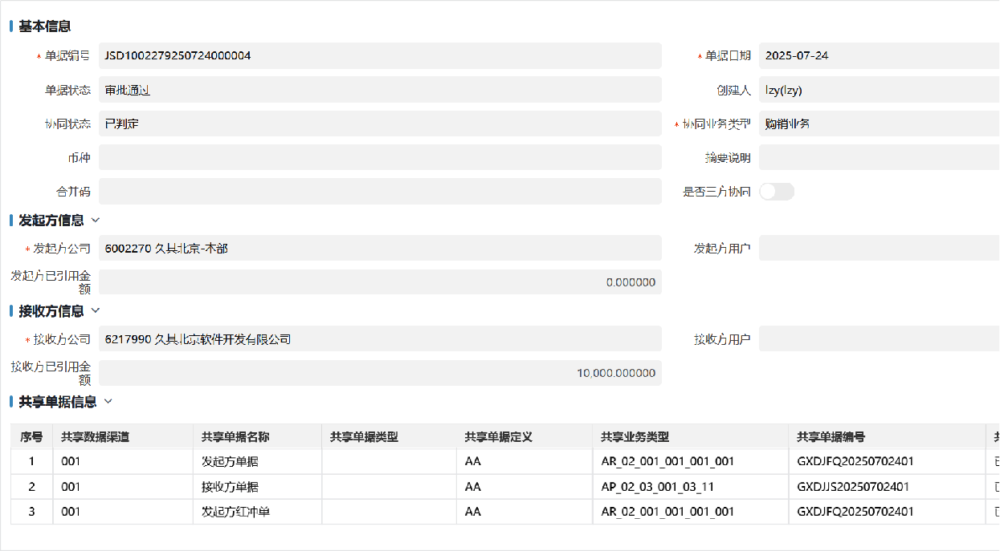 基本信息
* 单据编号 JSD1002279250724000004 * 单据日期 2025-07-24
单据状态 审批通过 创建人 lzy(lzy)
协同状态 已判定 * 协同业务类型 购销业务
币种 摘要说明
合并码 是否三方协同
发起方信息
* 发起方公司 6002270 久其北京-本部 发起方用户
发起方已引用金
额 0.000000
接收方信息
* 接收方公司 6217990 久其北京软件开发有限公司 接收方用户
接收方已引用金
额 10,000.000000
共享单据信息
序号 共享数据渠道 共享单据名称 共享单据类型 共享单据定义 共享业务类型 共享单据编号
1 001 发起方单据 AA AR_02_001_001_001_001 GXDJFQ20250702401
2 001 接收方单据 AA AP_02_03_001_03_11 GXDJJS20250702401
3 001 发起方红冲单 AA AR_02_001_001_001_001 GXDJFQ20250702401